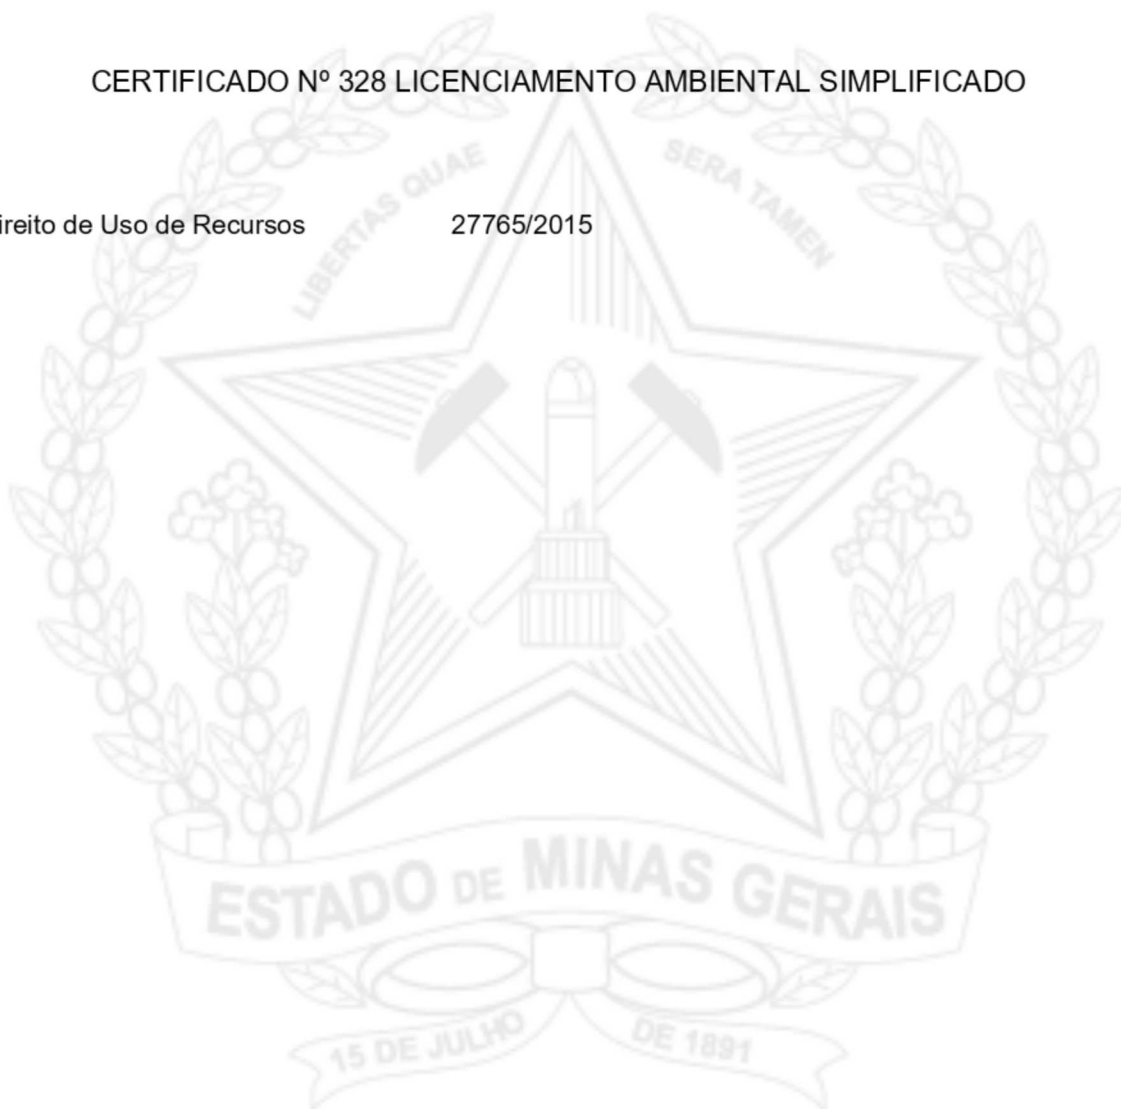 CERTIFICADO Nº 328 LICENCIAMENTO AMBIENTAL SIMPLIFICADO
LIBERTAS QUAE SERA TAMEN
ireito de Uso de Recursos 27765/2015
ESTADO DE MINAS GERAIS
15 DE JULHO DE 1891